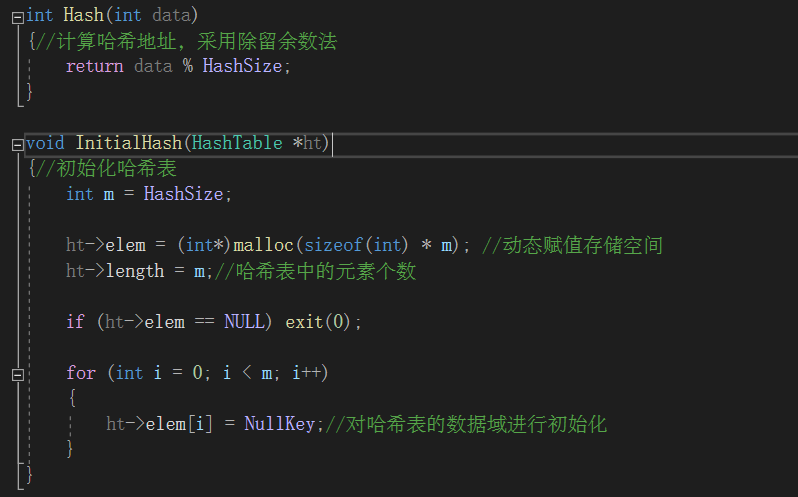 int Hash(int data)
{//计算哈希地址，采用除留余数法
return data % HashSize;
}
void InitialHash(HashTable *ht)
{//初始化哈希表
int m = HashSize;
ht->elem = (int*)malloc(sizeof(int) * m); //动态赋值存储空间
ht->length = m;//哈希表中的元素个数
if (ht->elem == NULL) exit(0);
for (int i = 0; i < m; i++)
{
ht->elem[i] = NullKey;//对哈希表的数据域进行初始化
}
}